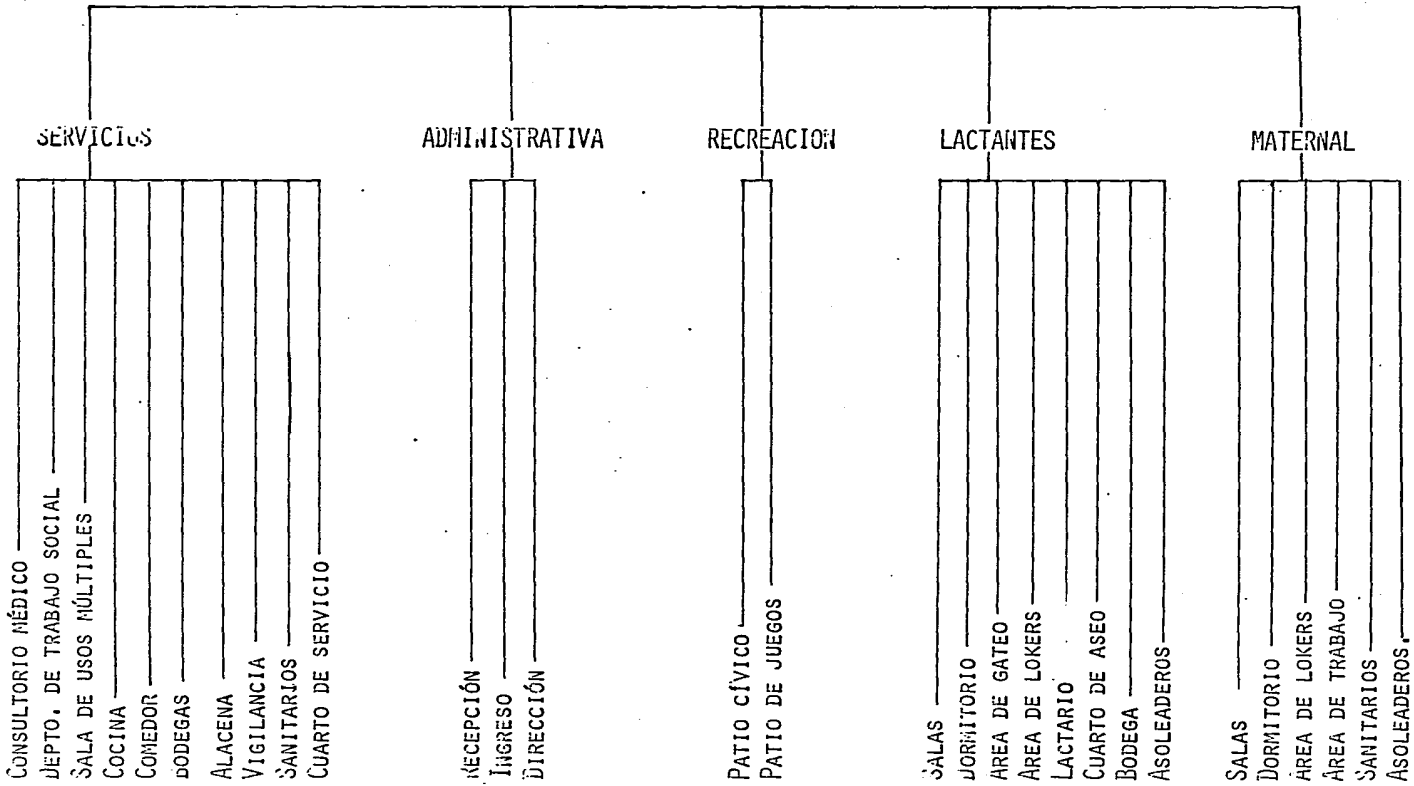 SERVICIOS
ADMINISTRATIVA
RECREACION
LACTANTES
MATERNAL
CONSULTORIO MÉDICO
DEPTO. DE TRABAJO SOCIAL
SALA DE USOS MÚLTIPLES
COCINA
COMEDOR
BODEGAS
ALACENA
VIGILANCIA
SANITARIOS
CUARTO DE SERVICIO
RECEPCIÓN
INGRESO
DIRECCIÓN
PATIO CÍVICO
PATIO DE JUEGOS
SALAS
DORMITORIO
AREA DE GATEO
AREA DE LOKERS
LACTARIO
CUARTO DE ASEO
BODEGA
ASOLEADEROS
SALAS
DORMITORIO
ÁREA DE LOKERS
ÁREA DE TRABAJO
SANITARIOS
ASOLEADEROS.